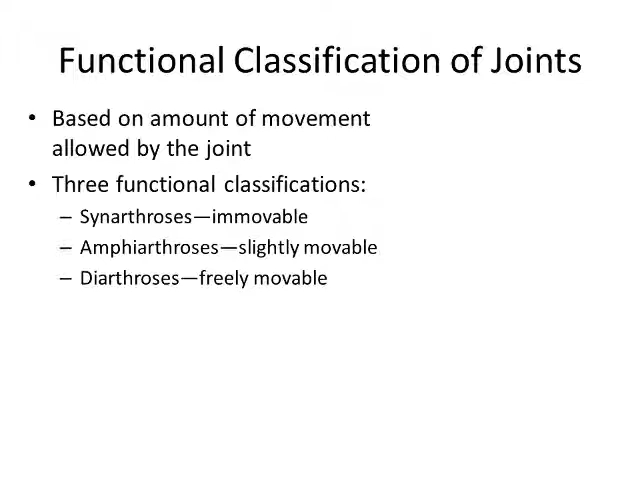 Functional Classification of Joints
• Based on amount of movement
allowed by the joint
• Three functional classifications:
– Synarthroses—immovable
– Amphiarthroses—slightly movable
– Diarthroses—freely movable